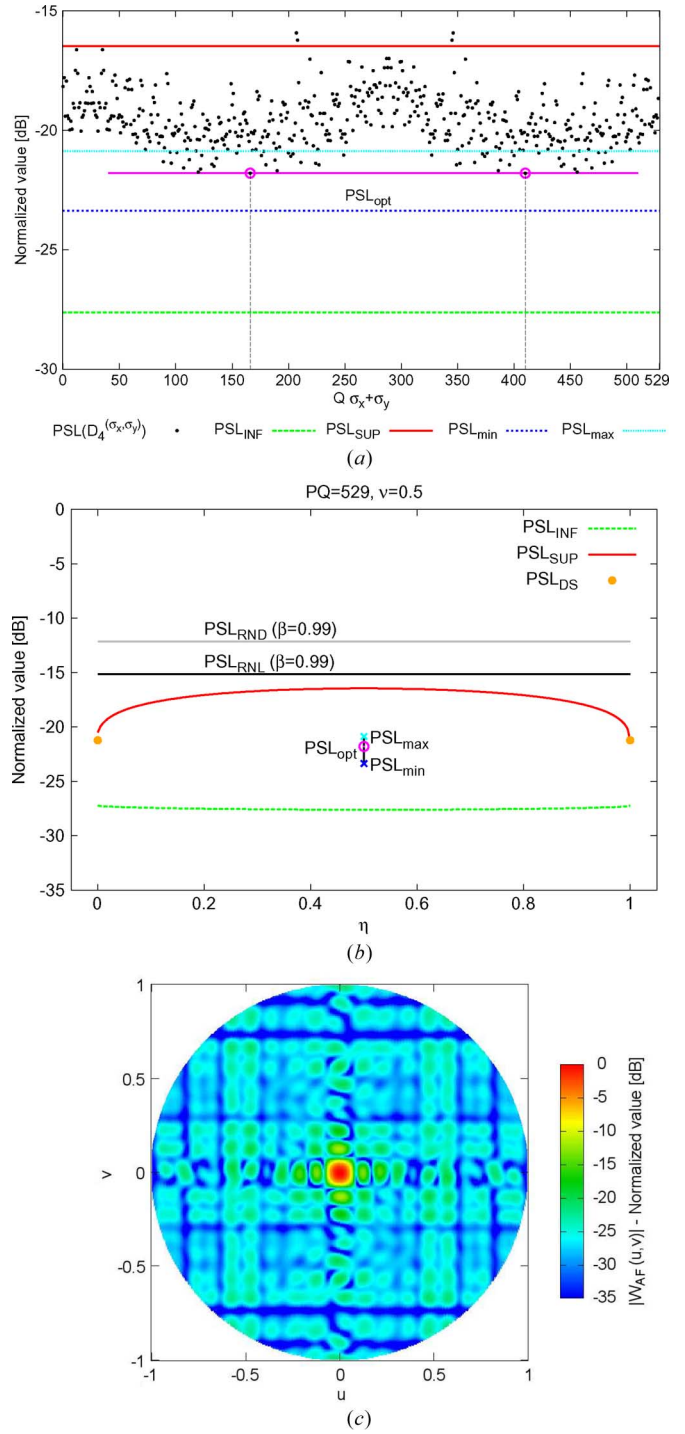 -15
-20
-25
-30
Normalized value [dB]
PSL_opt
0 50 100 150 200 250 300 350 400 450 500 529
Q σ_x+σ_y
PSL(D_4^(σ_x,σ_y)) PSL_INF PSL_SUP PSL_min PSL_max
(a)
PQ=529, ν=0.5
0
-5
-10
-15
-20
-25
-30
-35
Normalized value [dB]
PSL_INF
PSL_SUP
PSL_DS
PSL_RND (β=0.99)
PSL_RNL (β=0.99)
PSL_max
PSL_opt
PSL_min
0 0.2 0.4 0.6 0.8 1
η
(b)
1
0.5
0
-0.5
-1
v
-1 -0.5 0 0.5 1
u
0
-5
-10
-15
-20
-25
-30
-35
|W_AF (u,v)| - Normalized value [dB]
(c)